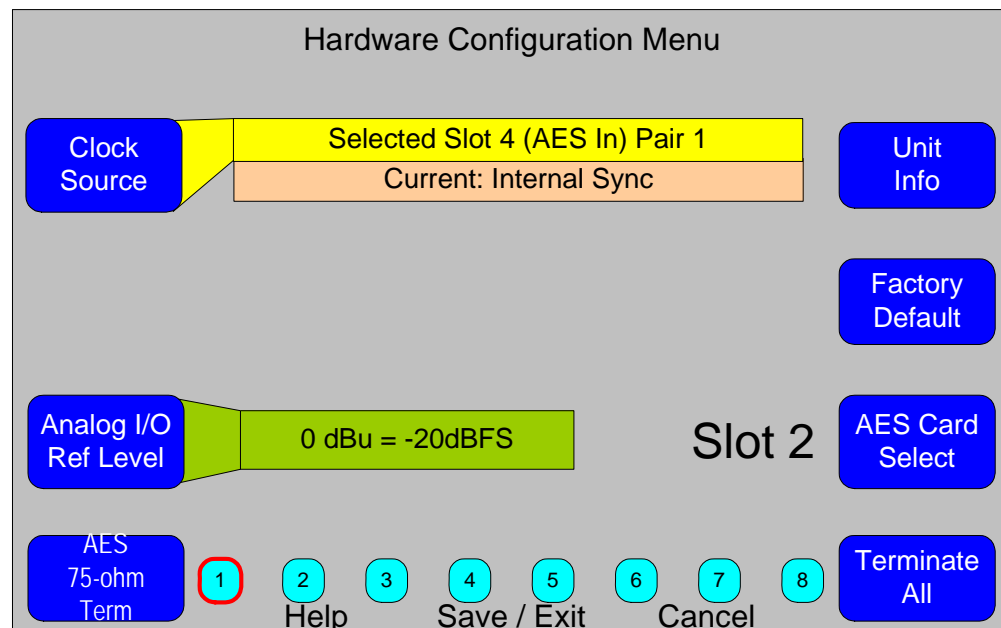 Hardware Configuration Menu
Clock
Source
Selected Slot 4 (AES In) Pair 1
Current: Internal Sync
Unit
Info
Factory
Default
Analog I/O
Ref Level
0 dBu = -20dBFS
Slot 2
AES Card
Select
AES
75-ohm
Term
1 2 3 4 5 6 7 8
Terminate
All
Help Save / Exit Cancel